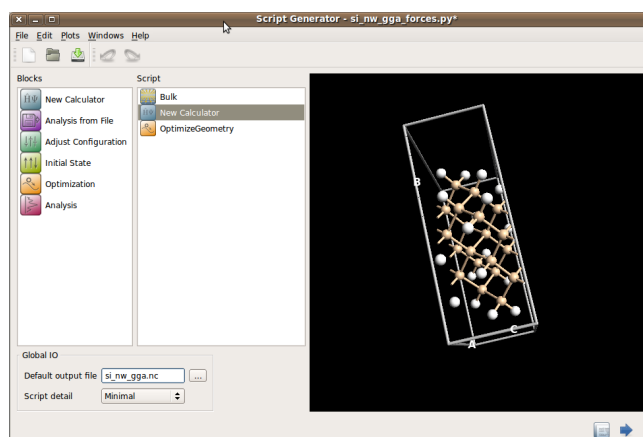 Script Generator - si_nw_gga_forces.py*
File Edit Plots Windows Help
Blocks
Script
New Calculator
Analysis from File
Adjust Configuration
Initial State
Optimization
Analysis
Bulk
New Calculator
OptimizeGeometry
B
C
A
Global IO
Default output file si_nw_gga.nc ...
Script detail Minimal